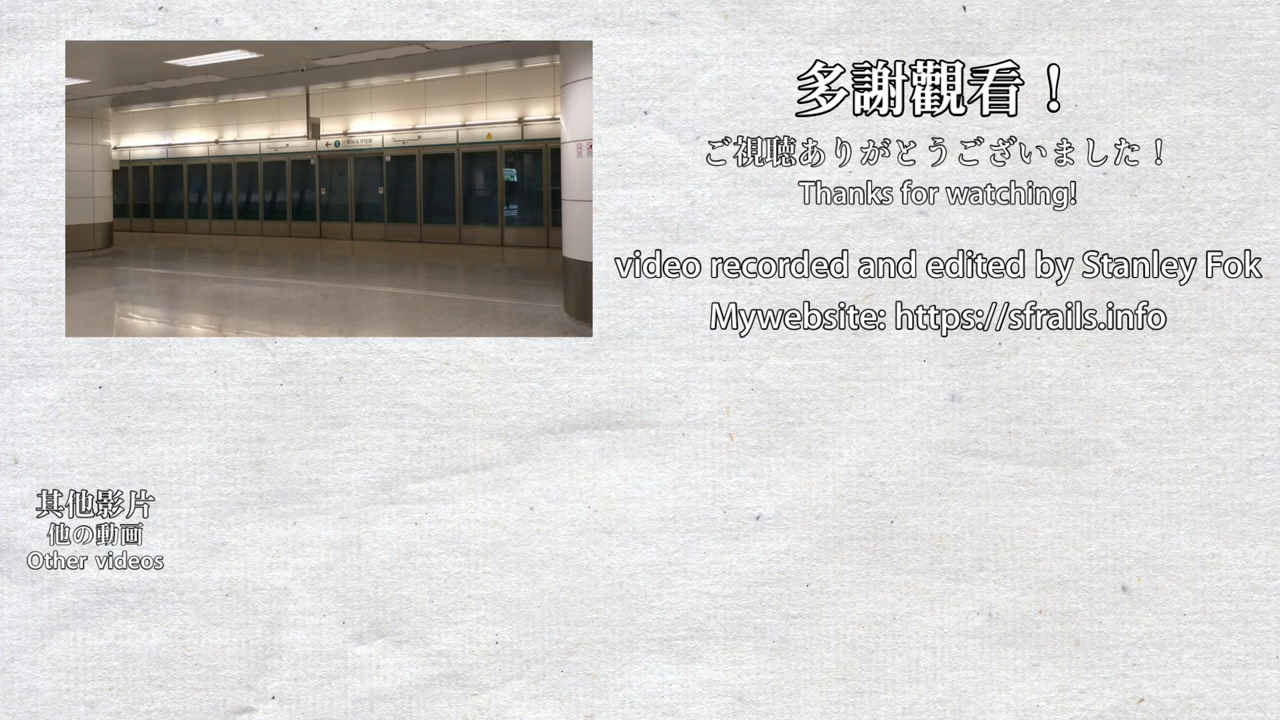 多謝觀看！
ご視聴ありがとうございました！
Thanks for watching!
video recorded and edited by Stanley Fok
Mywebsite: https://sfrails.info
其他影片
他の動画
Other videos